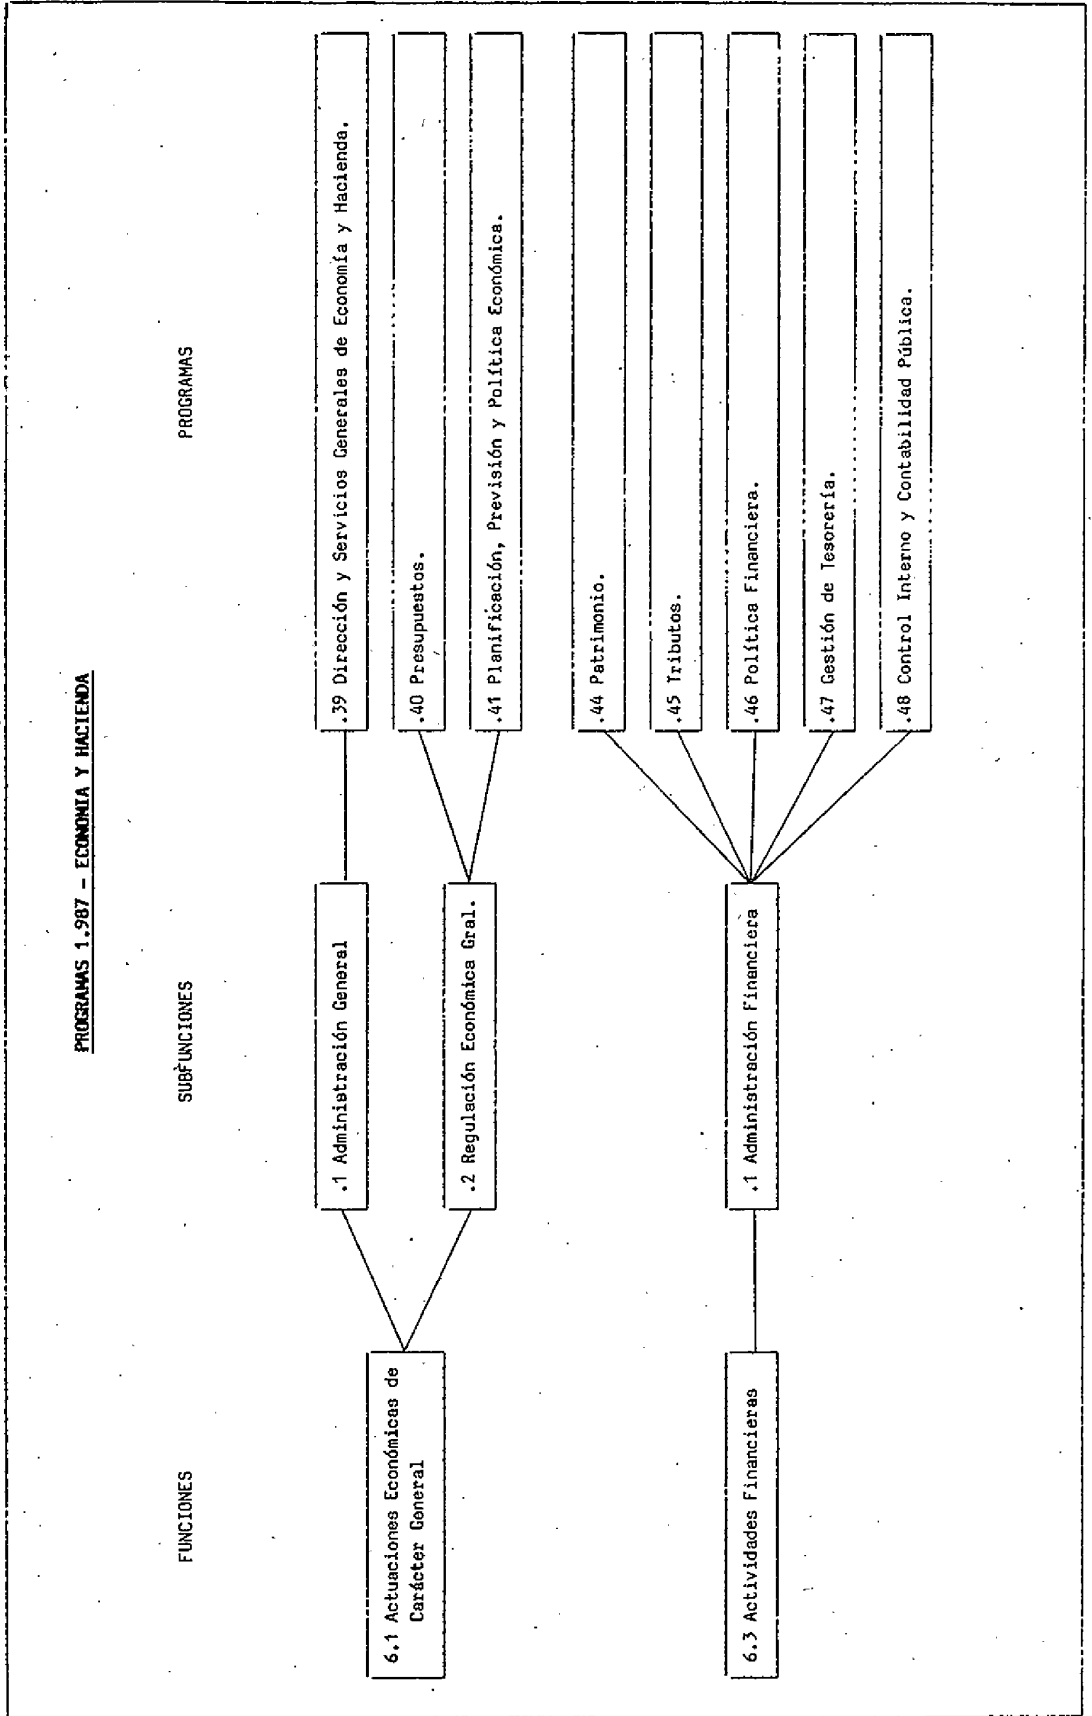 PROGRAMAS 1.987 - ECONOMIA Y HACIENDA
FUNCIONES
SUBFUNCIONES
PROGRAMAS
6.1 Actuaciones Económicas de
Carácter General
.1 Administración General
.39 Dirección y Servicios Generales de Economía y Hacienda.
.2 Regulación Económica Gral.
.40 Presupuestos.
.41 Planificación, Previsión y Política Económica.
6.3 Actividades Financieras
.1 Administración Financiera
.44 Patrimonio.
.45 Tributos.
.46 Política Financiera.
.47 Gestión de Tesorería.
.48 Control Interno y Contabilidad Pública.